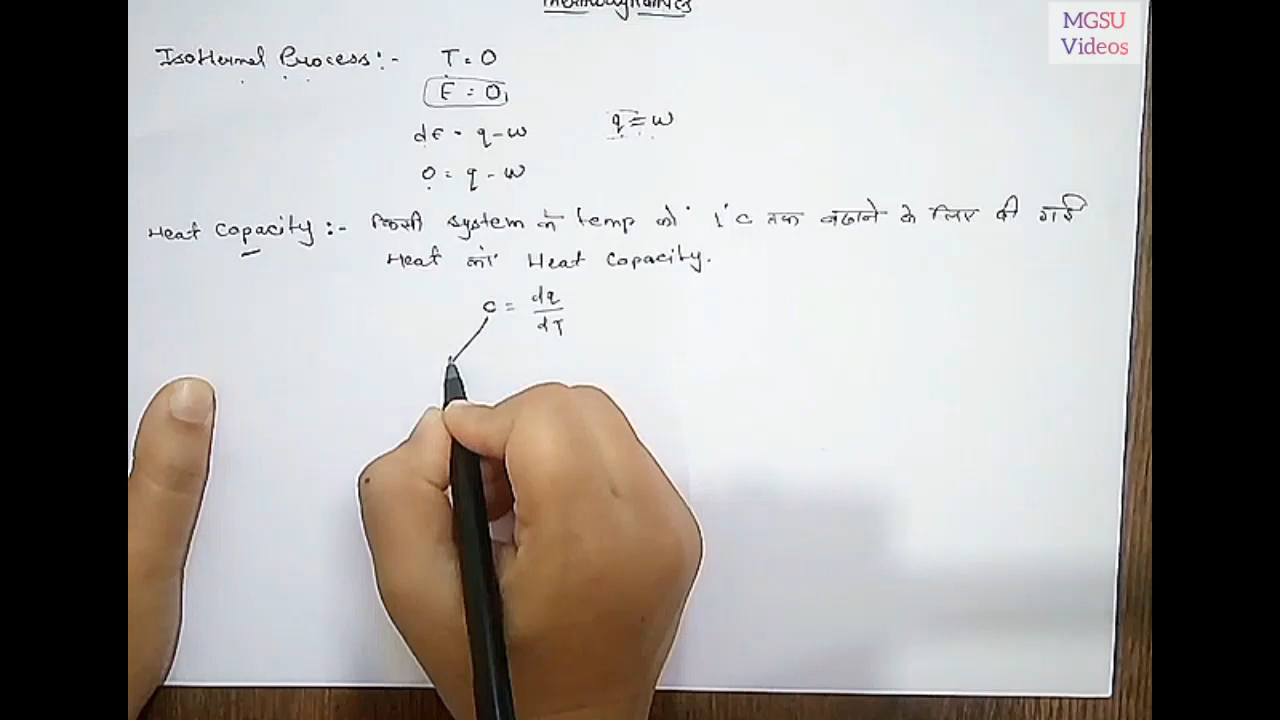 Thermodynamics
MGSU
Videos
Isothermal Process:- T = 0
E = 0
dE = q - w
q = w
0 = q - w
Heat Capacity :- किसी system के temp को 1°C तक बढाने के लिए दी गई
Heat को Heat Capacity.
C = dq/dT